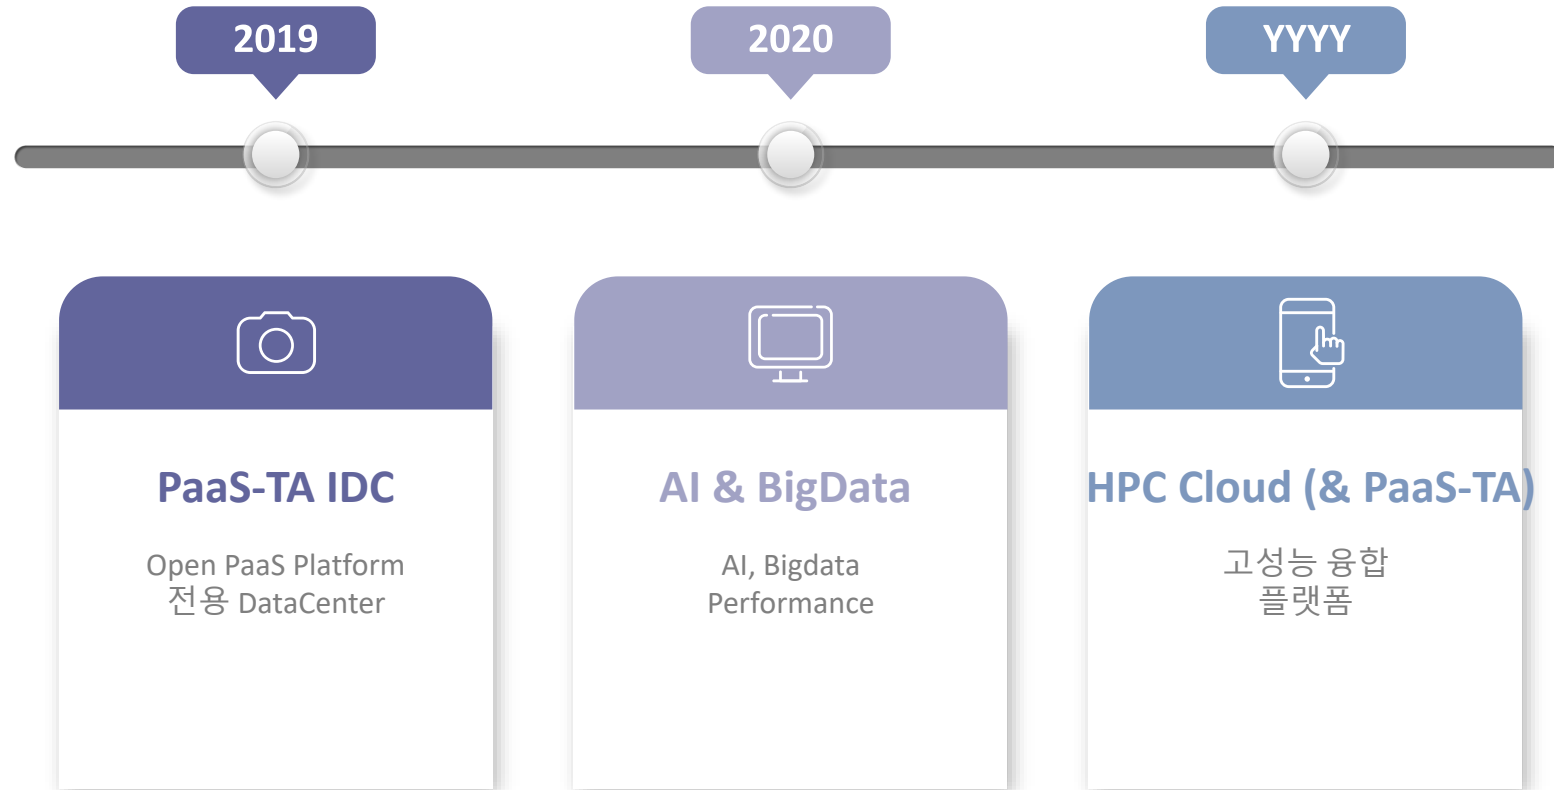 2019
2020
YYYY
PaaS-TA IDC
Open PaaS Platform
전용 DataCenter
AI & BigData
AI, Bigdata
Performance
HPC Cloud (& PaaS-TA)
고성능 융합
플랫폼